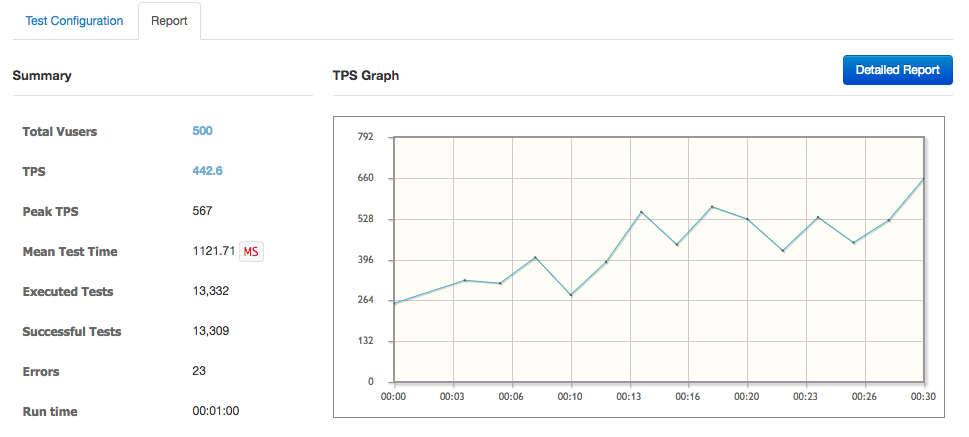 Test Configuration Report
Summary
Total Vusers 500
TPS 442.6
Peak TPS 567
Mean Test Time 1121.71 MS
Executed Tests 13,332
Successful Tests 13,309
Errors 23
Run time 00:01:00
TPS Graph
Detailed Report
792
660
528
396
264
132
0
00:00 00:03 00:06 00:10 00:13 00:16 00:20 00:23 00:26 00:30